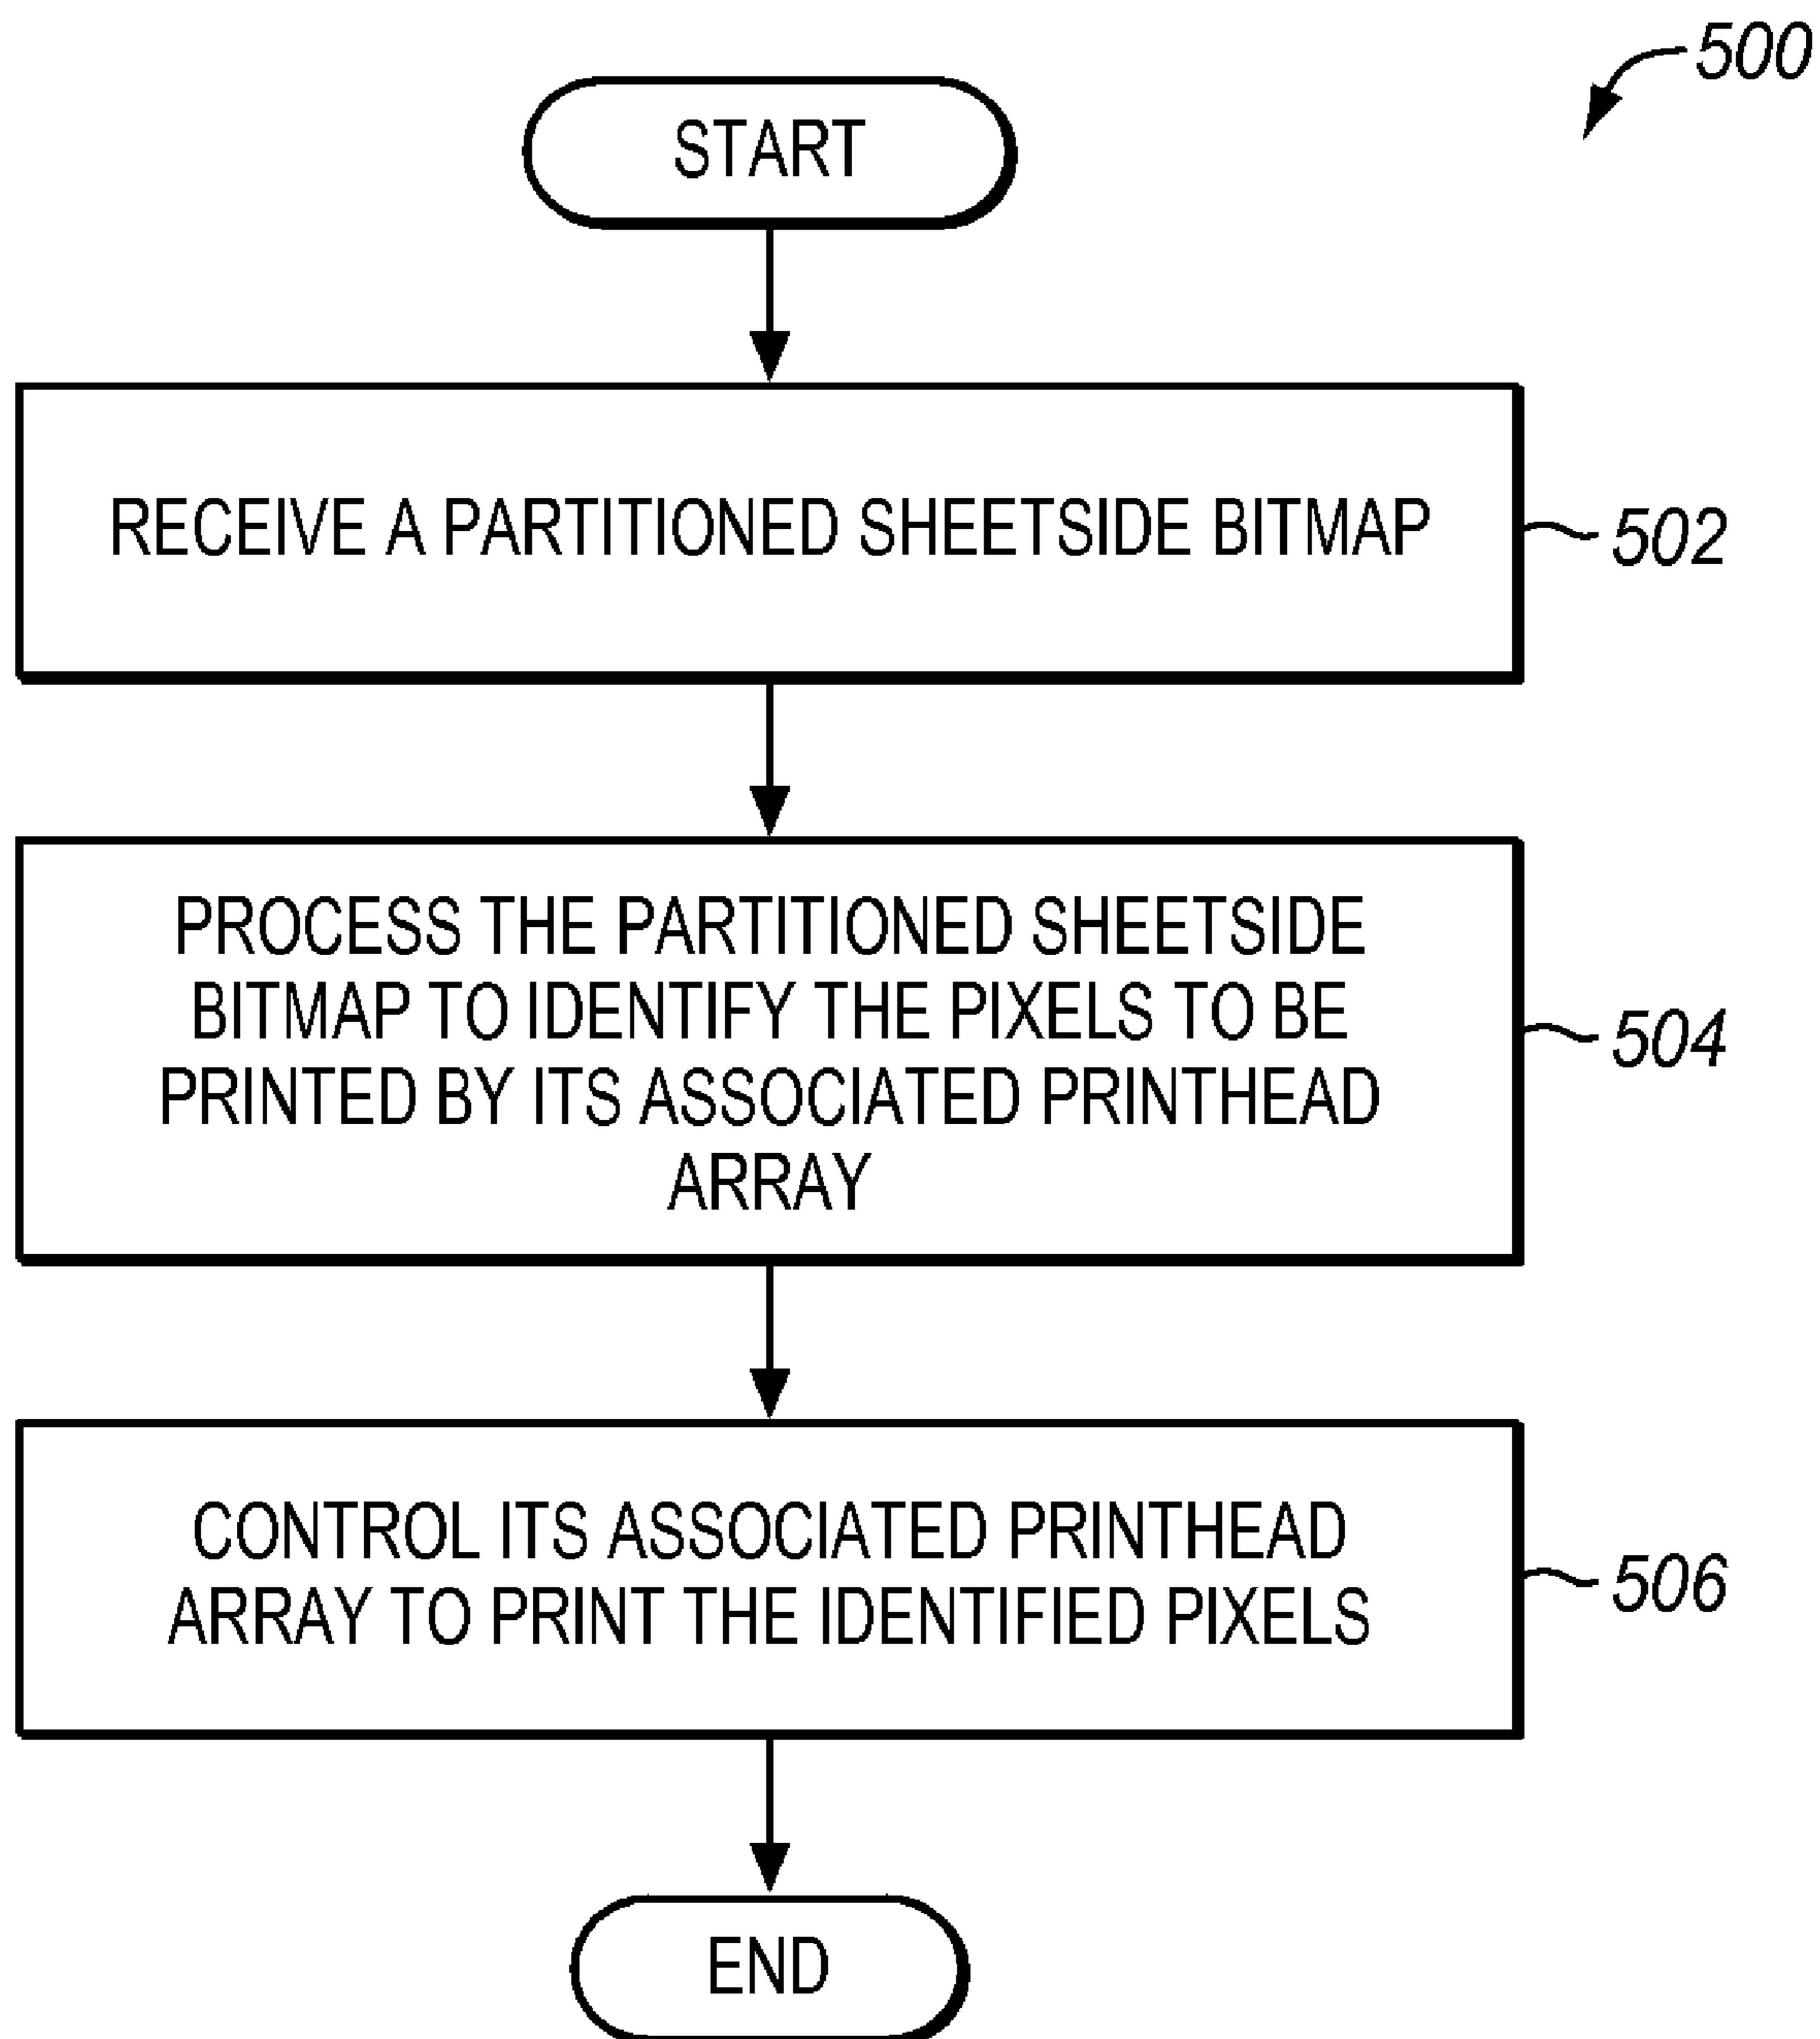 500
START
RECEIVE A PARTITIONED SHEETSIDE BITMAP
502
PROCESS THE PARTITIONED SHEETSIDE
BITMAP TO IDENTIFY THE PIXELS TO BE
PRINTED BY ITS ASSOCIATED PRINTHEAD
ARRAY
504
CONTROL ITS ASSOCIATED PRINTHEAD
ARRAY TO PRINT THE IDENTIFIED PIXELS
506
END